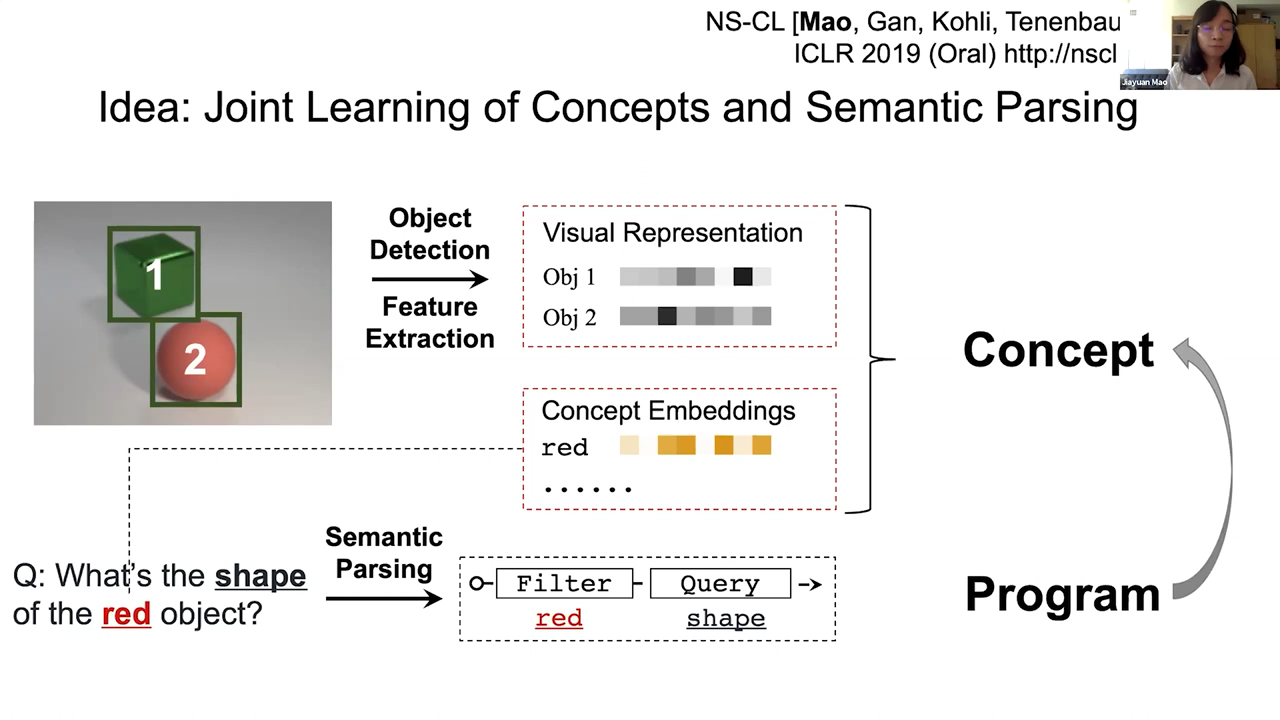 NS-CL [Mao, Gan, Kohli, Tenenbau
ICLR 2019 (Oral) http://nscl
Jiayuan Mao
Idea: Joint Learning of Concepts and Semantic Parsing
1
2
Object
Detection
Feature
Extraction
Visual Representation
Obj 1
Obj 2
Concept Embeddings
red
......
Concept
Q: What's the shape
of the red object?
Semantic
Parsing
Filter Query
red shape
Program